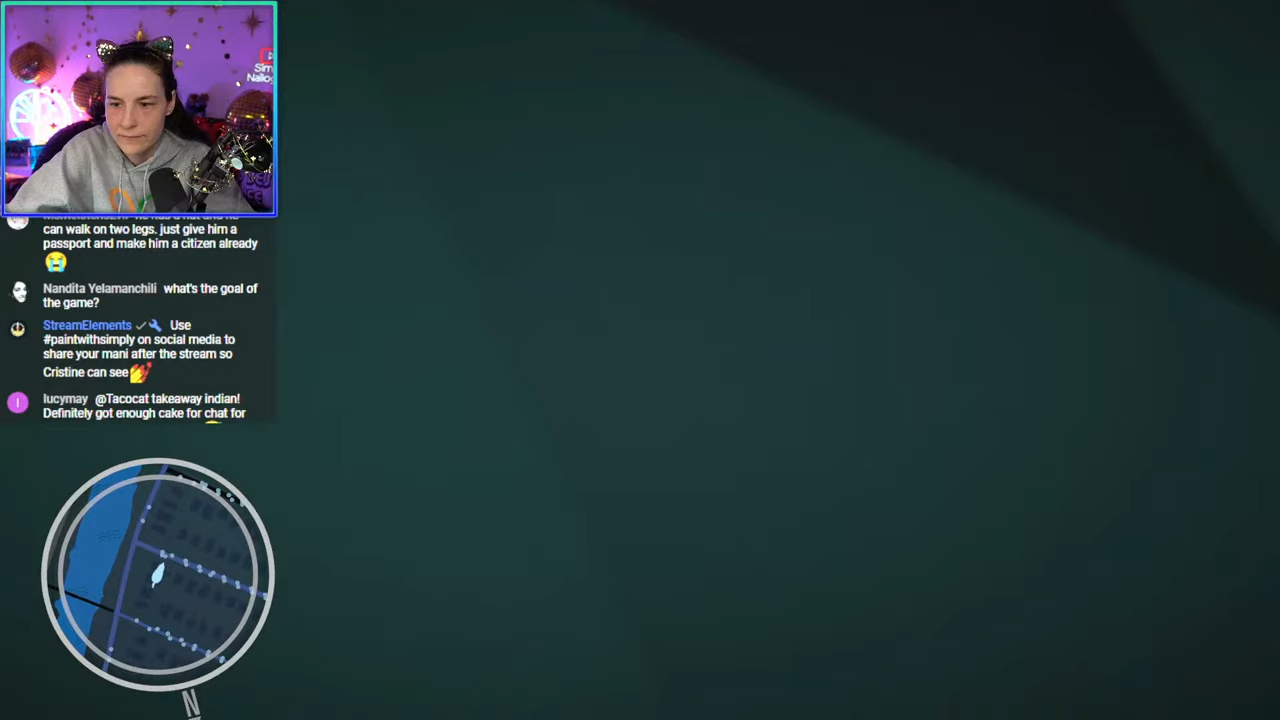 Sim
Nailog
can walk on two legs. just give him a
passport and make him a citizen already
Nandita Yelamanchili what's the goal of
the game?
StreamElements Use
#paintwithsimply on social media to
share your mani after the stream so
Cristine can see
I
lucymay @Tacocat takeaway indian!
Definitely got enough cake for chat for
N